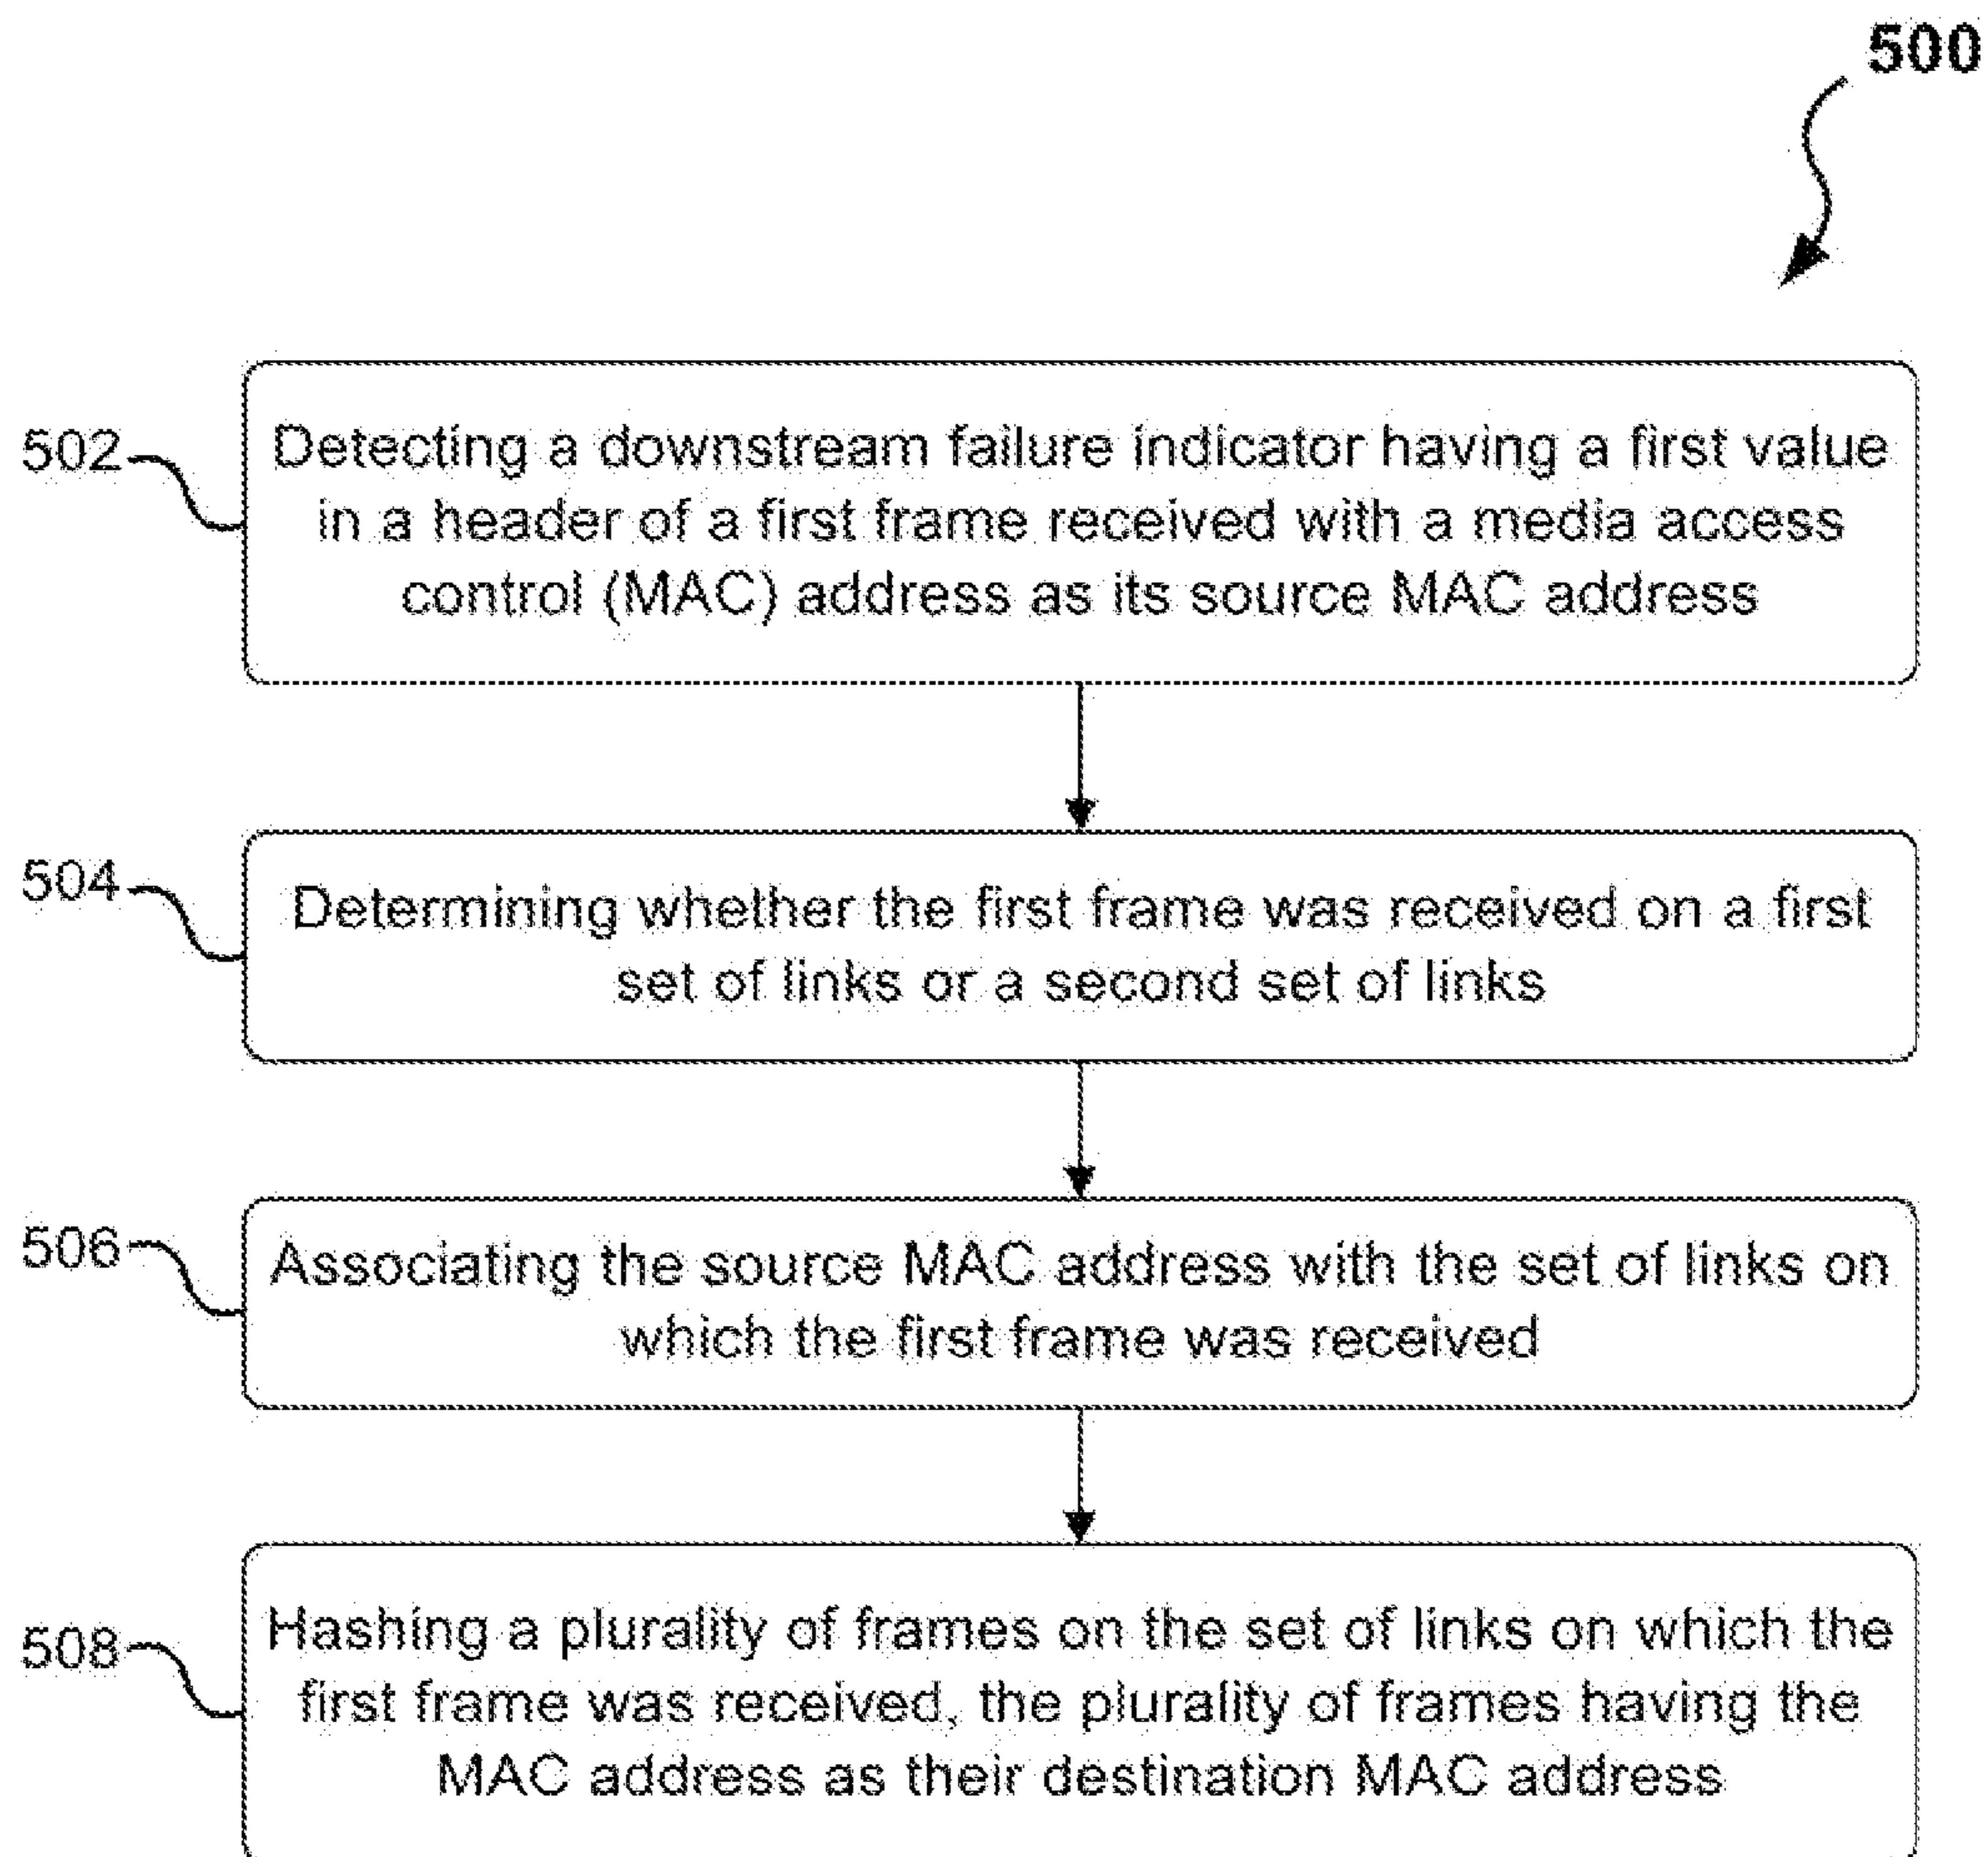 500
502
Detecting a downstream failure indicator having a first value
in a header of a first frame received with a media access
control (MAC) address as its source MAC address
504
Determining whether the first frame was received on a first
set of links or a second set of links
506
Associating the source MAC address with the set of links on
which the first frame was received
508
Hashing a plurality of frames on the set of links on which the
first frame was received, the plurality of frames having the
MAC address as their destination MAC address